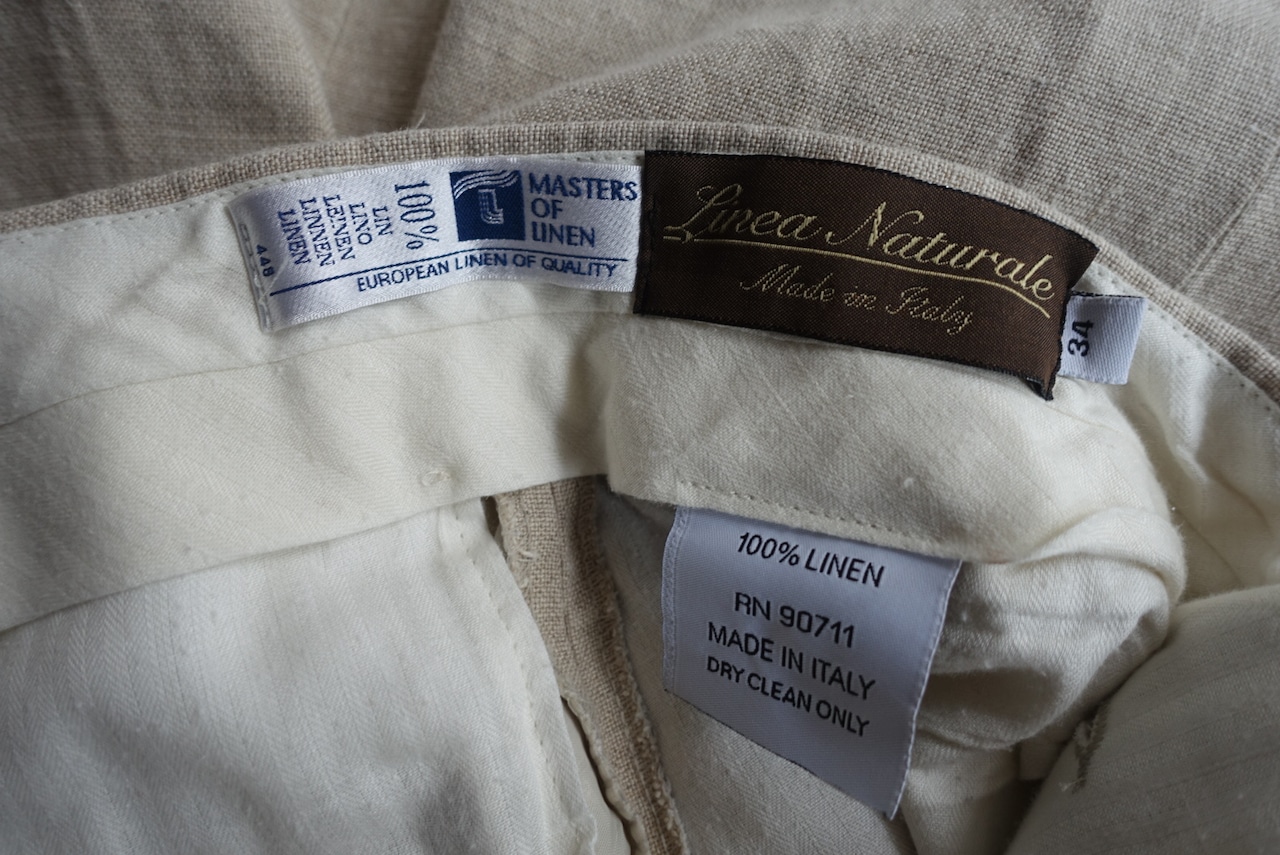 MASTERS
OF
LINEN
EUROPEAN LINEN OF QUALITY
100%
LIN
LINO
LEINEN
LINNEN
LINEN
448
Linea Naturale
Made in Italy
34
100% LINEN
RN 90711
MADE IN ITALY
DRY CLEAN ONLY